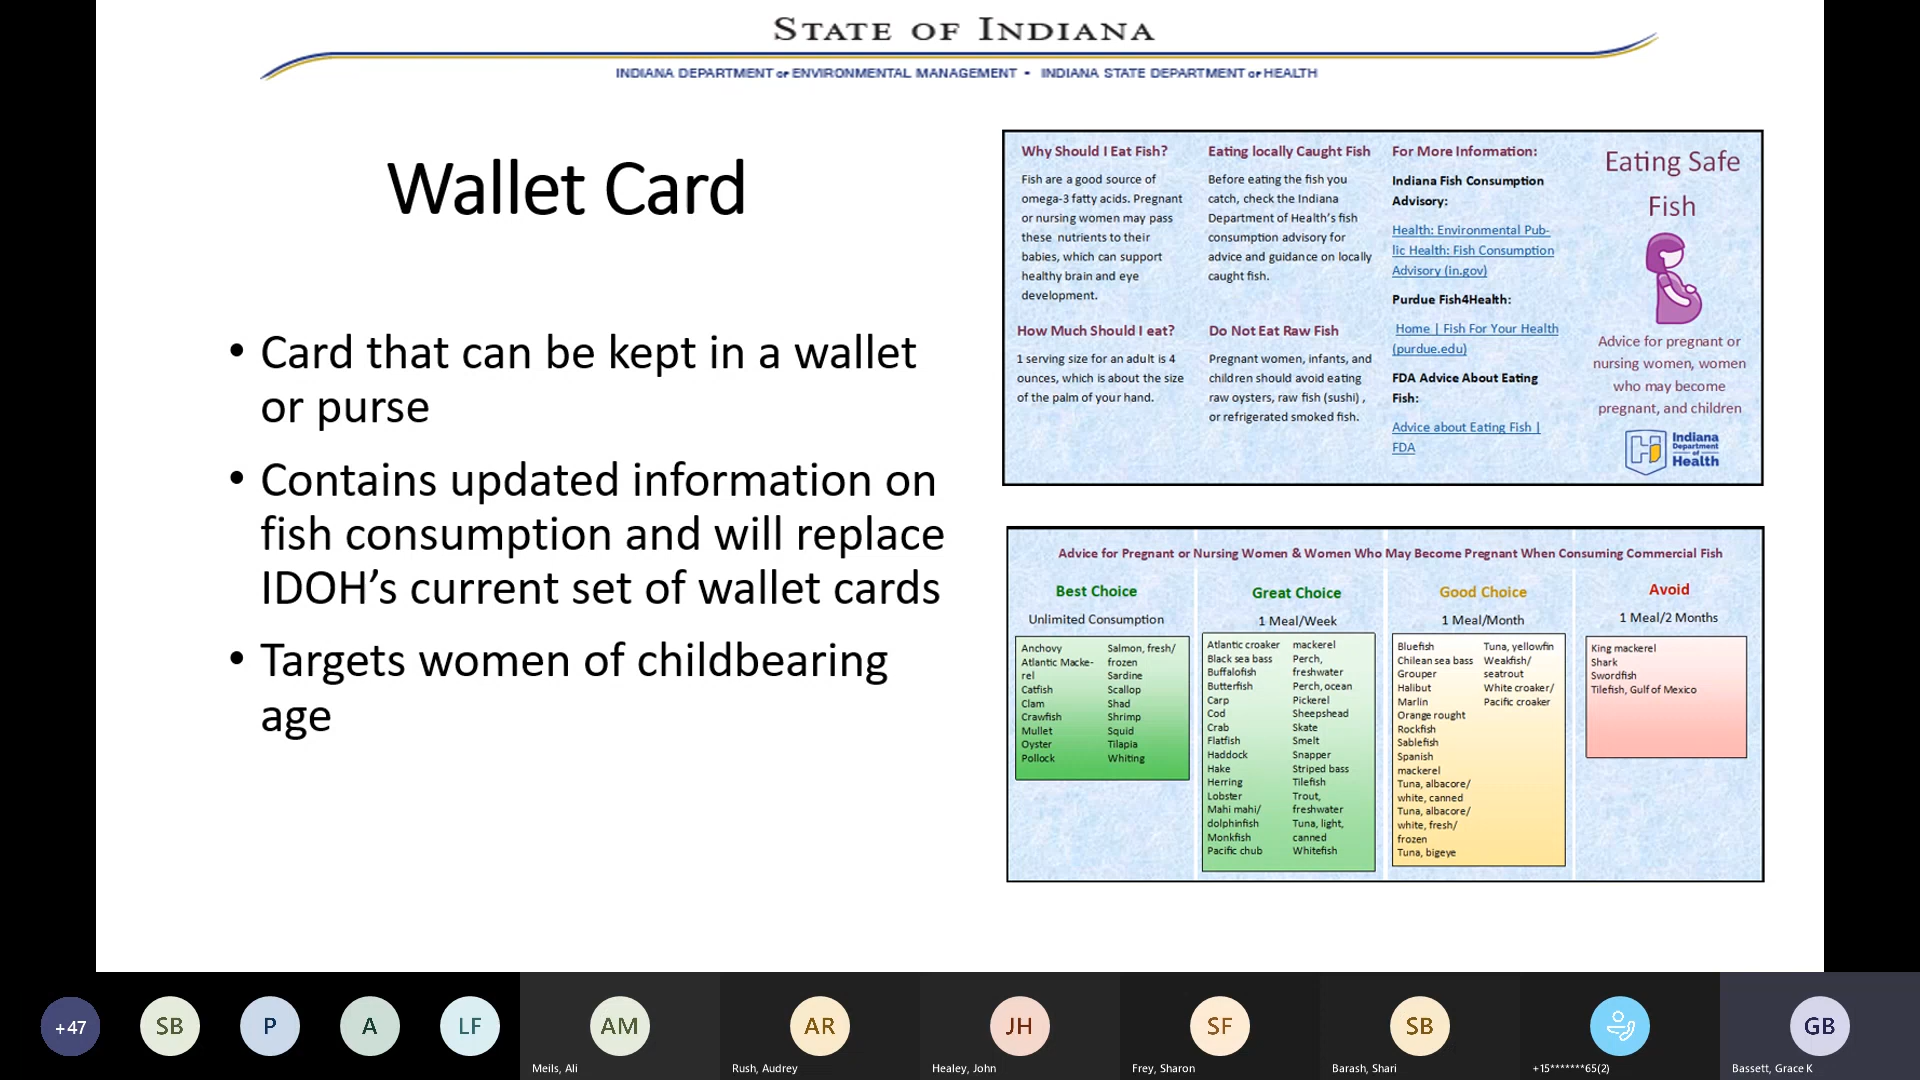 STATE OF INDIANA
INDIANA DEPARTMENT OF ENVIRONMENTAL MANAGEMENT • INDIANA STATE DEPARTMENT OF HEALTH
Wallet Card
• Card that can be kept in a wallet
or purse
• Contains updated information on
fish consumption and will replace
IDOH’s current set of wallet cards
• Targets women of childbearing
age
Why Should I Eat Fish?
Fish are a good source of
omega-3 fatty acids. Pregnant
or nursing women may pass
these nutrients to their
babies, which can support
healthy brain and eye
development.
How Much Should I eat?
1 serving size for an adult is 4
ounces, which is about the size
of the palm of your hand.
Eating locally Caught Fish
Before eating the fish you
catch, check the Indiana
Department of Health’s fish
consumption advisory for
advice and guidance on locally
caught fish.
Do Not Eat Raw Fish
Pregnant women, infants, and
children should avoid eating
raw oysters, raw fish (sushi) ,
or refrigerated smoked fish.
For More Information:
Indiana Fish Consumption
Advisory:
Health: Environmental Pub-
lic Health: Fish Consumption
Advisory (in.gov)
Purdue Fish4Health:
Home | Fish For Your Health
(purdue.edu)
FDA Advice About Eating
Fish:
Advice about Eating Fish |
FDA
Eating Safe
Fish
Advice for pregnant or
nursing women, women
who may become
pregnant, and children
Indiana
Department
of
Health
Advice for Pregnant or Nursing Women & Women Who May Become Pregnant When Consuming Commercial Fish
Best Choice
Unlimited Consumption
Anchovy
Atlantic Macke-
rel
Catfish
Clam
Crawfish
Mullet
Oyster
Pollock
Salmon, fresh/
frozen
Sardine
Scallop
Shad
Shrimp
Squid
Tilapia
Whiting
Great Choice
1 Meal/Week
Atlantic croaker
Black sea bass
Buffalofish
Butterfish
Carp
Cod
Crab
Flatfish
Haddock
Hake
Herring
Lobster
Mahi mahi/
dolphinfish
Monkfish
Pacific chub
mackerel
Perch,
freshwater
Perch, ocean
Pickerel
Sheepshead
Skate
Smelt
Snapper
Striped bass
Tilefish
Trout,
freshwater
Tuna, light,
canned
Whitefish
Good Choice
1 Meal/Month
Bluefish
Chilean sea bass
Grouper
Halibut
Marlin
Orange rought
Rockfish
Sablefish
Spanish
mackerel
Tuna, albacore/
white, canned
Tuna, albacore/
white, fresh/
frozen
Tuna, bigeye
Tuna, yellowfin
Weakfish/
seatrout
White croaker/
Pacific croaker
Avoid
1 Meal/2 Months
King mackerel
Shark
Swordfish
Tilefish, Gulf of Mexico
+47
SB
P
A
LF
AM
Meils, Ali
AR
Rush, Audrey
JH
Healey, John
SF
Frey, Sharon
SB
Barash, Shari
+15*******65(2)
GB
Bassett, Grace K